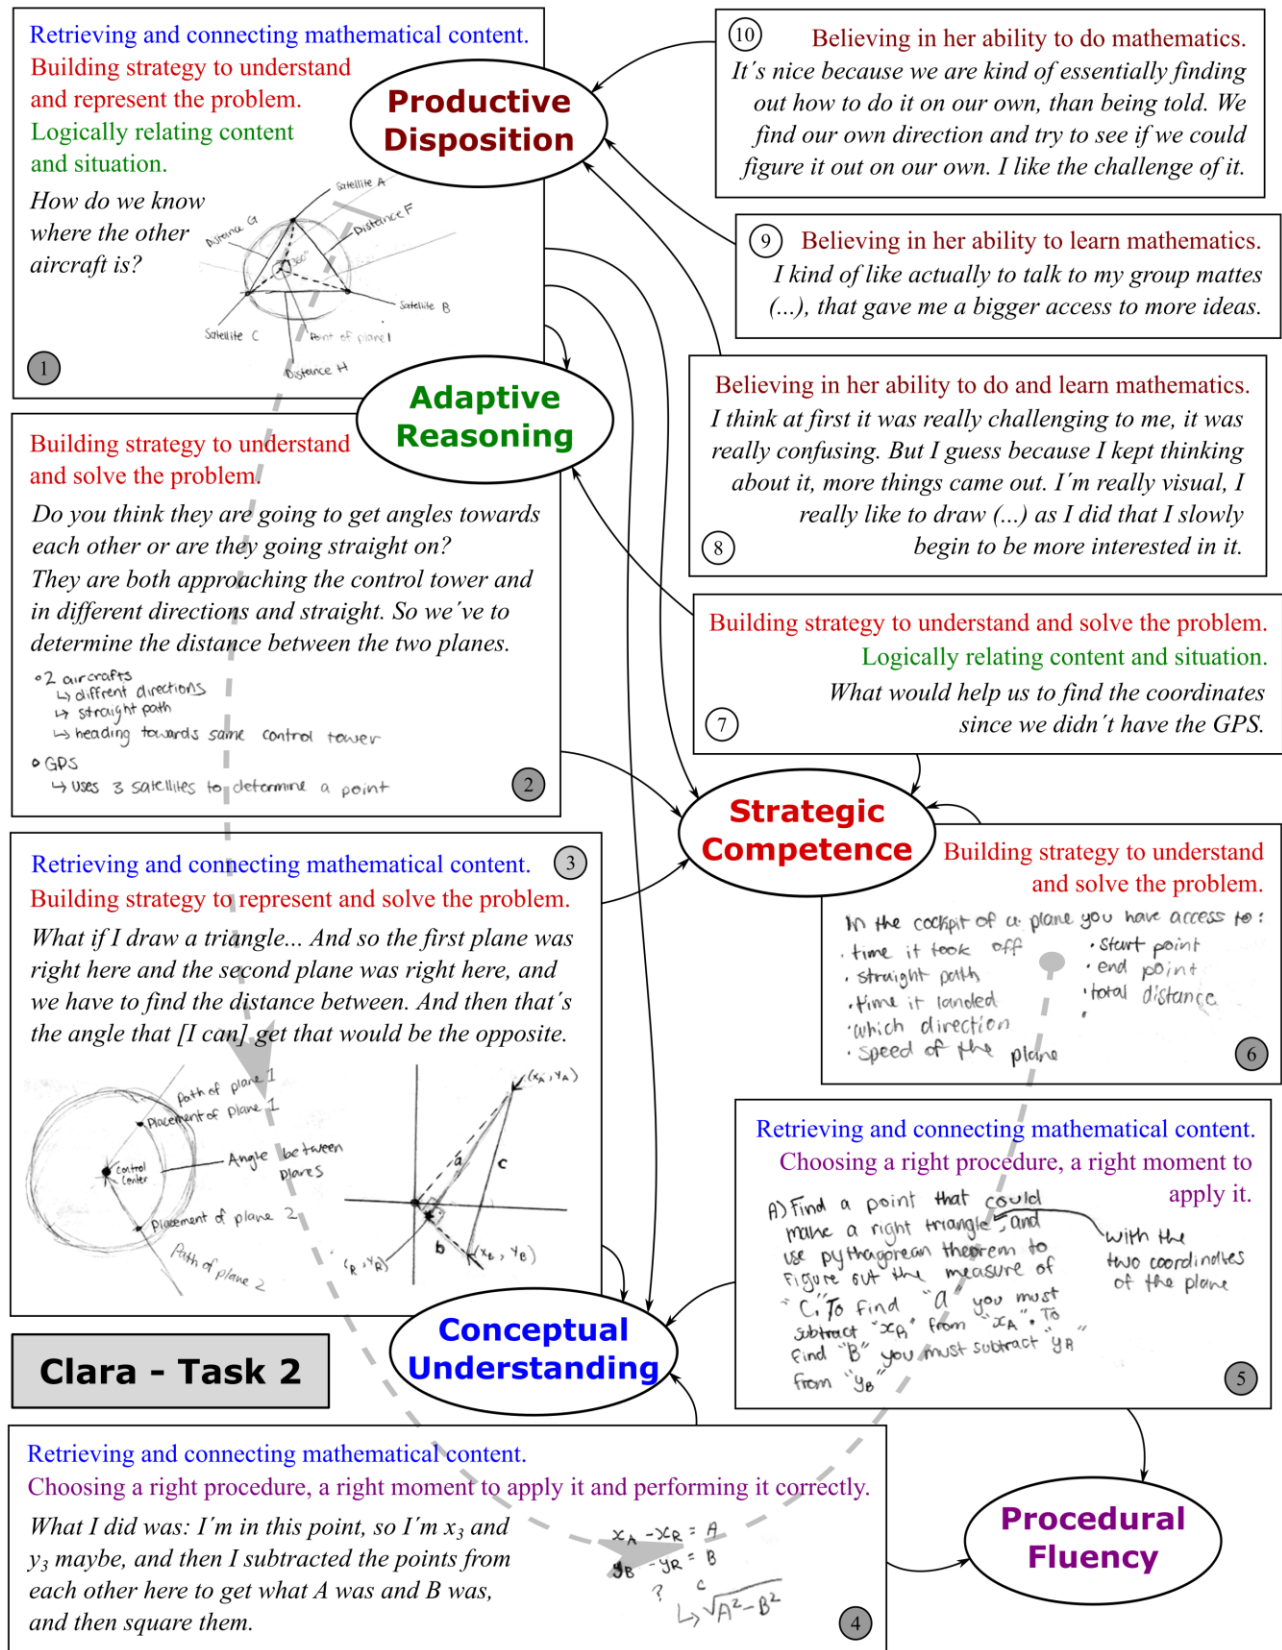 Retrieving and connecting mathematical content.
Building strategy to understand
and represent the problem.
Logically relating content
and situation.
How do we know
where the other
aircraft is?
Satellite A
Distance G
Distance F
360°
Satellite B
Satellite C
Point of plane 1
Distance H
1
Productive
Disposition
10
Believing in her ability to do mathematics.
It´s nice because we are kind of essentially finding
out how to do it on our own, than being told. We
find our own direction and try to see if we could
figure it out on our own. I like the challenge of it.
9
Believing in her ability to learn mathematics.
I kind of like actually to talk to my group mattes
(...), that gave me a bigger access to more ideas.
Believing in her ability to do and learn mathematics.
I think at first it was really challenging to me, it was
really confusing. But I guess because I kept thinking
about it, more things came out. I´m really visual, I
really like to draw (...) as I did that I slowly
begin to be more interested in it.
8
Adaptive
Reasoning
Building strategy to understand
and solve the problem.
Do you think they are going to get angles towards
each other or are they going straight on?
They are both approaching the control tower and
in different directions and straight. So we´ve to
determine the distance between the two planes.
∘2 aircrafts
↳ diffrent directions
↳ straight path
↳ heading towards same control tower
∘ GPS
↳ uses 3 satellites to determine a point
2
Building strategy to understand and solve the problem.
Logically relating content and situation.
What would help us to find the coordinates
since we didn´t have the GPS.
7
Strategic
Competence
Retrieving and connecting mathematical content.
3
Building strategy to represent and solve the problem.
What if I draw a triangle... And so the first plane was
right here and the second plane was right here, and
we have to find the distance between. And then that´s
the angle that [I can] get that would be the opposite.
Path of plane 1
Placement of plane 1
control
center
Angle between
planes
Placement of plane 2
Path of plane 2
(xA, yA)
a
c
b
(xB, yB)
(R, yR)
Building strategy to understand
and solve the problem.
In the cockpit of a plane you have access to:
· time it took off
· straight path
· time it landed
· which direction
· speed of the plane
· start point
· end point
· total distance
6
Retrieving and connecting mathematical content.
Choosing a right procedure, a right moment to
apply it.
A) Find a point that could
make a right triangle, and
use pythagorean theorem to
figure out the measure of
"C." To find "a" you must
subtract "xR" from "xA". To
find "B" you must subtract "yR"
from "yB"
with the
two coordinates
of the plane
5
Conceptual
Understanding
Clara - Task 2
Retrieving and connecting mathematical content.
Choosing a right procedure, a right moment to apply it and performing it correctly.
What I did was: I´m in this point, so I´m x3 and
y3 maybe, and then I subtracted the points from
each other here to get what A was and B was,
and then square them.
xA - xR = A
yB - yR = B
? c
↳ √A² - B²
4
Procedural
Fluency